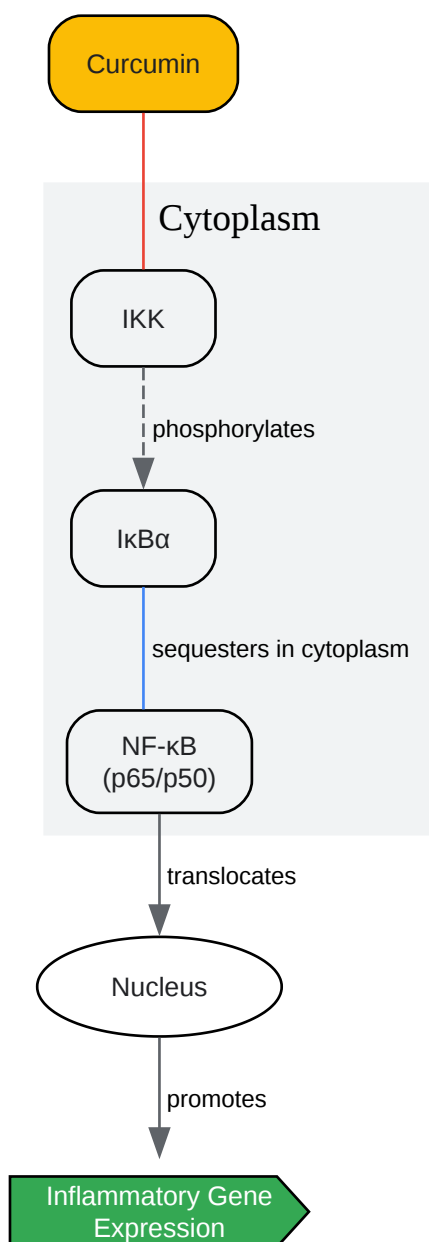 Curcumin
Cytoplasm
IKK
phosphorylates
IκBα
sequesters in cytoplasm
NF-κB
(p65/p50)
translocates
Nucleus
promotes
Inflammatory Gene
Expression